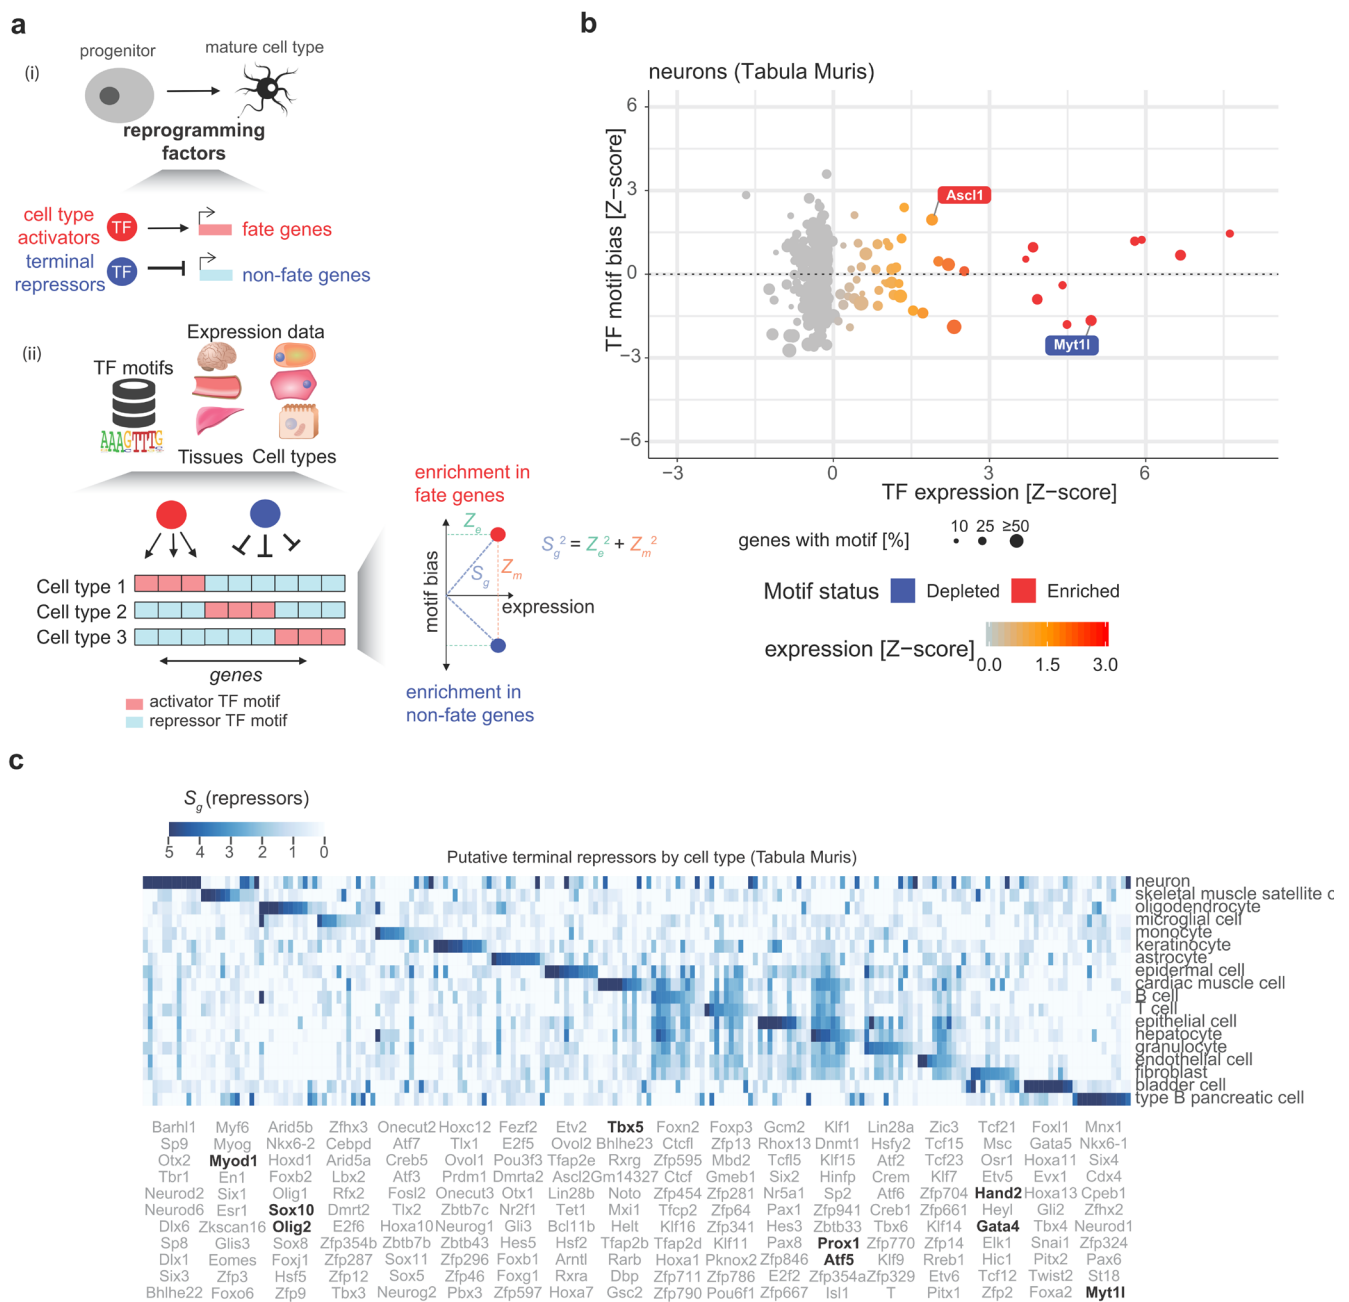 a
progenitor
mature cell type
(i)
reprogramming
factors
cell type
activators
TF
fate genes
terminal
repressors
TF
non-fate genes
(ii)
Expression data
TF motifs
AAAGTTTG
Tissues
Cell types
Cell type 1
Cell type 2
Cell type 3
genes
activator TF motif
repressor TF motif
enrichment in
fate genes
Ze
Sg
Zm
motif bias
expression
Sg² = Ze² + Zm²
enrichment in
non-fate genes
b
neurons (Tabula Muris)
TF motif bias [Z−score]
6
3
0
−3
−6
Ascl1
Myt1l
−3
0
3
6
TF expression [Z−score]
genes with motif [%]
10 25 ≥50
Motif status
Depleted
Enriched
expression [Z−score]
0.0 1.5 3.0
c
Sg (repressors)
5 4 3 2 1 0
Putative terminal repressors by cell type (Tabula Muris)
neuron
skeletal muscle satellite c
oligodendrocyte
microglial cell
monocyte
keratinocyte
astrocyte
epidermal cell
cardiac muscle cell
B cell
T cell
epithelial cell
hepatocyte
granulocyte
endothelial cell
fibroblast
bladder cell
type B pancreatic cell
Barhl1 Myf6 Arid5b Zfhx3 Onecut2 Hoxc12 Fezf2 Etv2 Tbx5 Foxn2 Foxp3 Gcm2 Klf1 Lin28a Zic3 Tcf21 Foxl1 Mnx1
Sp9 Myog Nkx6-2 Cebpd Atf7 Tlx1 E2f5 Ovol2 Bhlhe23 Ctcfl Zfp13 Rhox13 Dnmt1 Hsfy2 Tcf15 Msc Gata5 Nkx6-1
Otx2 Myod1 Hoxd1 Arid5a Creb5 Ovol1 Pou3f3 Tfap2e Rxrg Zfp595 Mbd2 Tcfl5 Klf15 Atf2 Tcf23 Osr1 Hoxa11 Six4
Tbr1 En1 Foxb2 Lbx2 Atf3 Prdm1 Dmrta2 Ascl2 Gm14327 Ctcf Gmeb1 Six2 Hinfp Crem Klf7 Etv5 Evx1 Cdx4
Neurod2 Six1 Olig1 Rfx2 Fosl2 Onecut3 Otx1 Lin28b Noto Zfp454 Zfp281 Nr5a1 Sp2 Atf6 Zfp704 Hand2 Hoxa13 Cpeb1
Neurod6 Esr1 Sox10 Dmrt2 Tlx2 Zbtb7c Nr2f1 Tet1 Mxi1 Tfcp2 Zfp64 Pax1 Zfp941 Creb1 Zfp661 Heyl Gli2 Zfhx2
Dlx6 Zkscan16 Olig2 E2f6 Hoxa10 Neurog1 Gli3 Bcl11b Helt Klf16 Zfp341 Hes3 Zbtb33 Tbx6 Klf14 Gata4 Tbx4 Neurod1
Sp8 Glis3 Sox8 Zfp354b Zbtb7b Zbtb43 Hes5 Hsf2 Tfap2b Tfap2d Klf11 Pax8 Prox1 Zfp770 Zfp14 Elk1 Snai1 Zfp324
Dlx1 Eomes Foxj1 Zfp287 Sox11 Zfp296 Foxb1 Arntl Rarb Hoxa1 Pknox2 Zfp846 Atf5 Klf9 Rreb1 Hic1 Pitx2 Pax6
Six3 Zfp3 Hsf5 Zfp12 Sox5 Zfp46 Foxg1 Rxra Dbp Zfp711 Zfp786 E2f2 Zfp354a Zfp329 Etv6 Tcf12 Twist2 St18
Bhlhe22 Foxo6 Zfp9 Tbx3 Neurog2 Pbx3 Zfp597 Hoxa7 Gsc2 Zfp790 Pou6f1 Zfp667 Isl1 T Pitx1 Zfp2 Foxa2 Myt1l